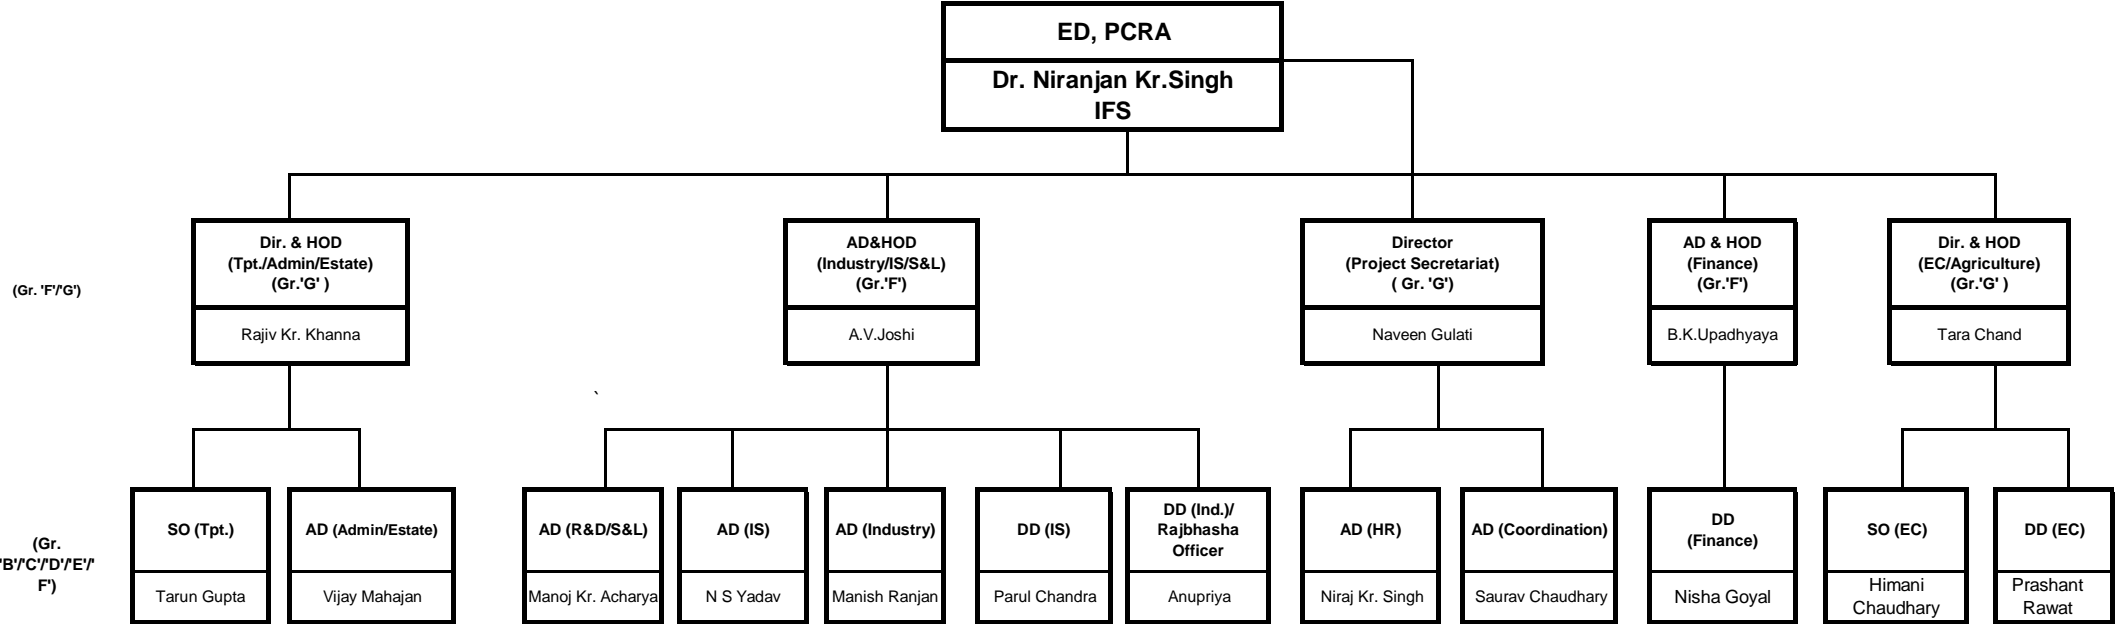 ED, PCRA
Dr. Niranjan Kr.Singh
IFS
(Gr. 'F'/'G')
Dir. & HOD
(Tpt./Admin/Estate)
(Gr.'G' )
Rajiv Kr. Khanna
AD&HOD
(Industry/IS/S&L)
(Gr.'F')
A.V.Joshi
Director
(Project Secretariat)
( Gr. 'G')
Naveen Gulati
AD & HOD
(Finance)
(Gr.'F')
B.K.Upadhyaya
Dir. & HOD
(EC/Agriculture)
(Gr.'G' )
Tara Chand
`
(Gr.
'B'/'C'/'D'/'E'/'
F')
SO (Tpt.)
Tarun Gupta
AD (Admin/Estate)
Vijay Mahajan
AD (R&D/S&L)
Manoj Kr. Acharya
AD (IS)
N S Yadav
AD (Industry)
Manish Ranjan
DD (IS)
Parul Chandra
DD (Ind.)/
Rajbhasha
Officer
Anupriya
AD (HR)
Niraj Kr. Singh
AD (Coordination)
Saurav Chaudhary
DD
(Finance)
Nisha Goyal
SO (EC)
Himani
Chaudhary
DD (EC)
Prashant
Rawat